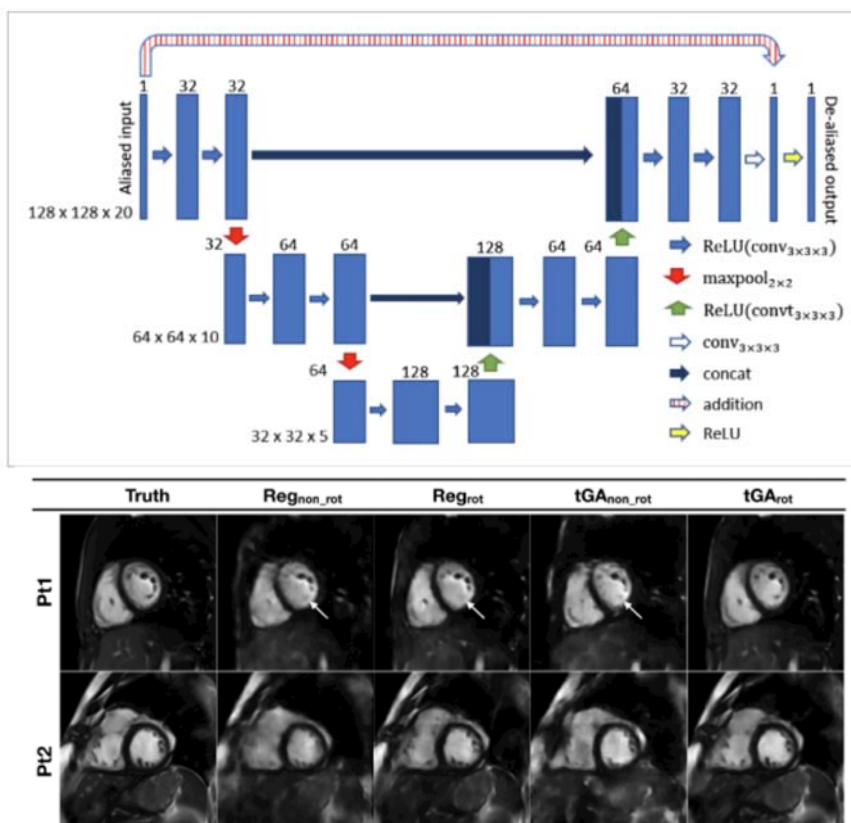 1 32 32 64 32 32 1 1
Aliased input
De-aliased output
128 x 128 x 20
32 64 64 128 64 64
64 x 64 x 10
64 128 128
32 x 32 x 5
ReLU(conv3×3×3)
maxpool2×2
ReLU(convt3×3×3)
conv3×3×3
concat
addition
ReLU
Truth Regnon_rot Regrot tGAnon_rot tGArot
Pt1
Pt2